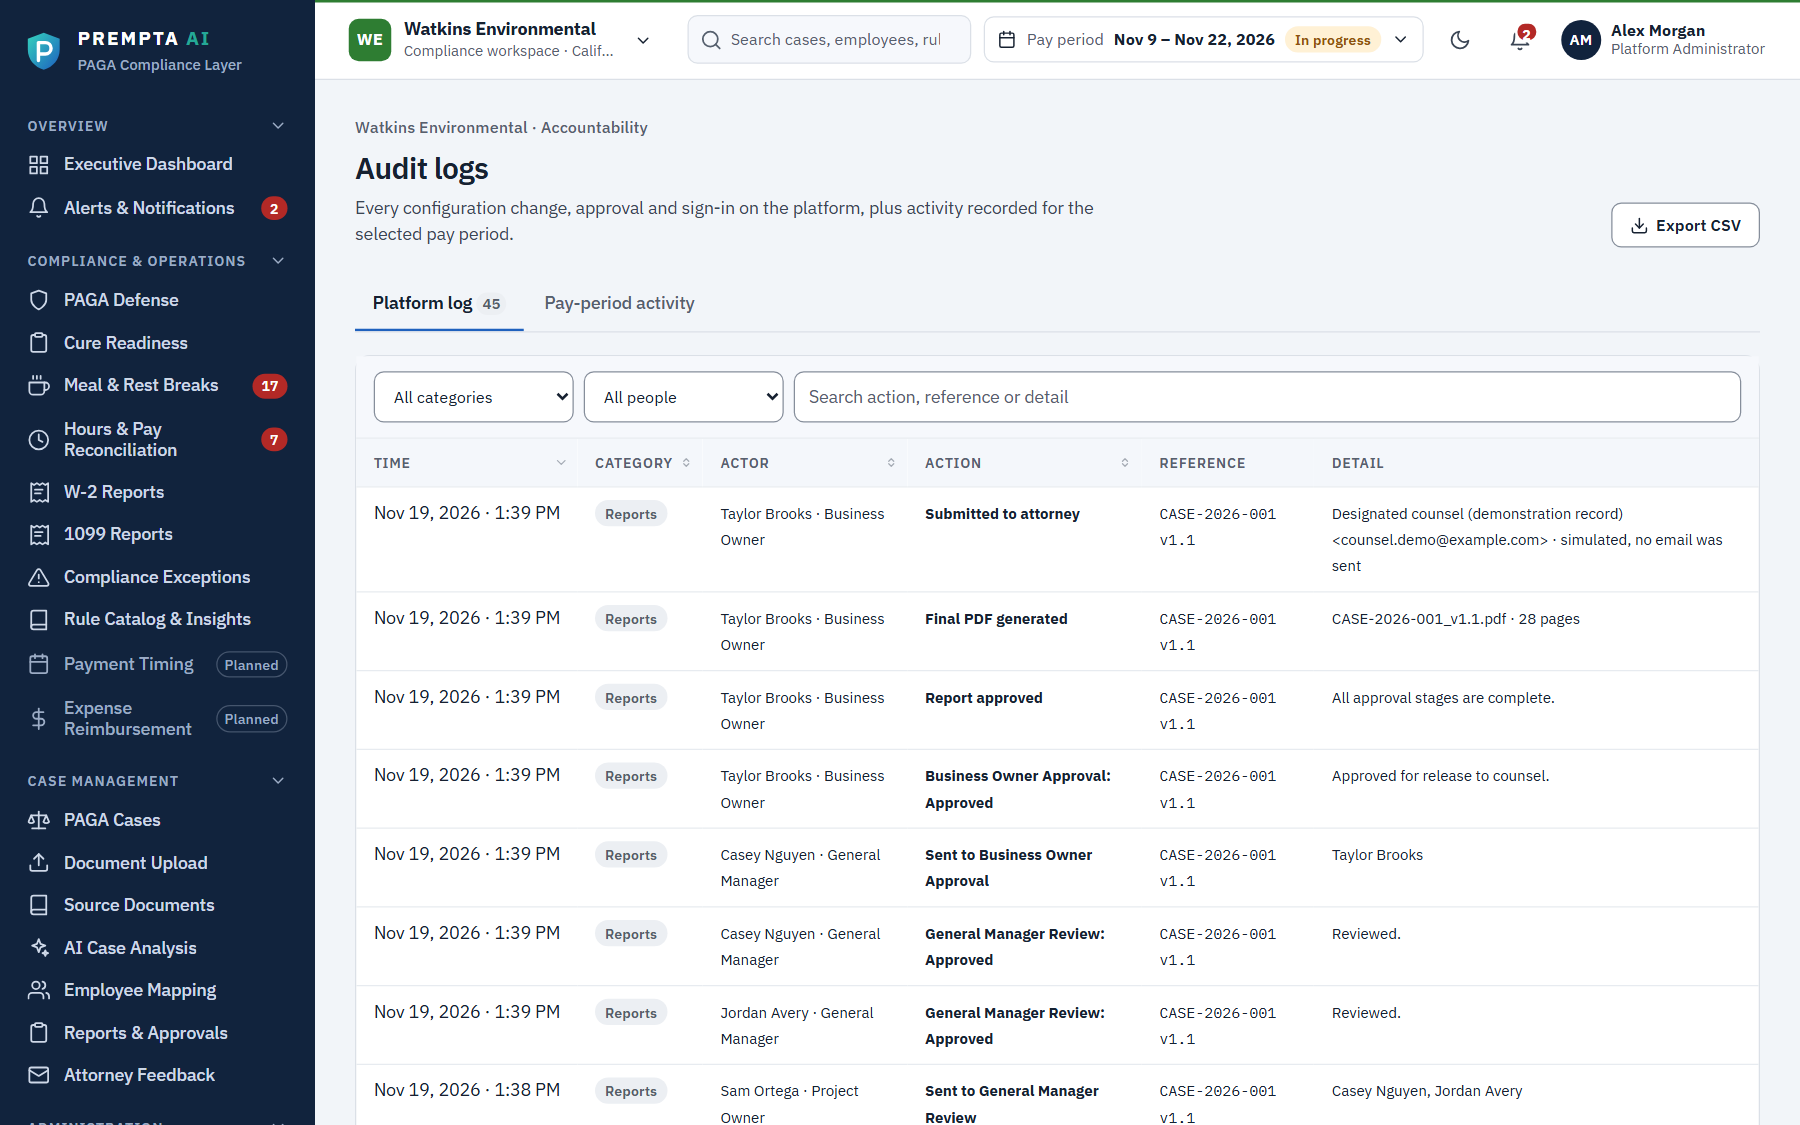 PREMPTA AI
PAGA Compliance Layer
OVERVIEW
Executive Dashboard
Alerts & Notifications 2
COMPLIANCE & OPERATIONS
PAGA Defense
Cure Readiness
Meal & Rest Breaks 17
Hours & Pay
Reconciliation 7
W-2 Reports
1099 Reports
Compliance Exceptions
Rule Catalog & Insights
Payment Timing Planned
Expense
Reimbursement Planned
CASE MANAGEMENT
PAGA Cases
Document Upload
Source Documents
AI Case Analysis
Employee Mapping
Reports & Approvals
Attorney Feedback
WE
Watkins Environmental
Compliance workspace · Calif...
Search cases, employees, rul
Pay period Nov 9 – Nov 22, 2026 In progress
2
AM
Alex Morgan
Platform Administrator
Watkins Environmental · Accountability
Audit logs
Every configuration change, approval and sign-in on the platform, plus activity recorded for the
selected pay period.
Export CSV
Platform log 45 Pay-period activity
All categories All people Search action, reference or detail
TIME CATEGORY ACTOR ACTION REFERENCE DETAIL
Nov 19, 2026 · 1:39 PM Reports Taylor Brooks · Business Submitted to attorney CASE-2026-001 Designated counsel (demonstration record)
Owner v1.1 <counsel.demo@example.com> · simulated, no email was
sent
Nov 19, 2026 · 1:39 PM Reports Taylor Brooks · Business Final PDF generated CASE-2026-001 CASE-2026-001_v1.1.pdf · 28 pages
Owner v1.1
Nov 19, 2026 · 1:39 PM Reports Taylor Brooks · Business Report approved CASE-2026-001 All approval stages are complete.
Owner v1.1
Nov 19, 2026 · 1:39 PM Reports Taylor Brooks · Business Business Owner Approval: CASE-2026-001 Approved for release to counsel.
Owner Approved v1.1
Nov 19, 2026 · 1:39 PM Reports Casey Nguyen · General Sent to Business Owner CASE-2026-001 Taylor Brooks
Manager Approval v1.1
Nov 19, 2026 · 1:39 PM Reports Casey Nguyen · General General Manager Review: CASE-2026-001 Reviewed.
Manager Approved v1.1
Nov 19, 2026 · 1:39 PM Reports Jordan Avery · General General Manager Review: CASE-2026-001 Reviewed.
Manager Approved v1.1
Nov 19, 2026 · 1:38 PM Reports Sam Ortega · Project Sent to General Manager CASE-2026-001 Casey Nguyen, Jordan Avery
Owner Review v1.1